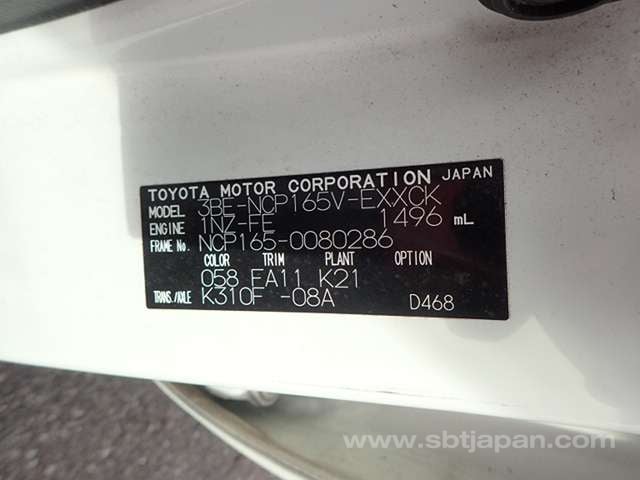 TOYOTA MOTOR CORPORATION JAPAN
MODEL 3BE-NCP165V-EXXCK
ENGINE 1NZ-FE 1496 mL
FRAME No. NCP165-0080286
COLOR TRIM PLANT OPTION
058 EA11 K21
TRANS./AXLE K310F -08A D468
www.sbtjapan.com